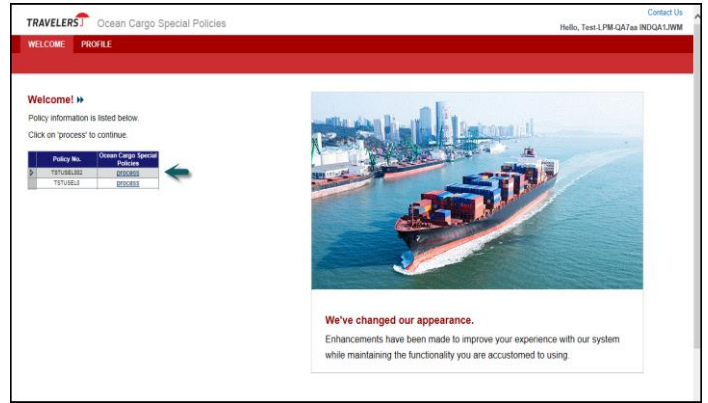 Contact Us
TRAVELERS Ocean Cargo Special Policies
Hello, Test-LPM-QA7aa INDQA1JWM
WELCOME PROFILE
Welcome!
Policy information is listed below.
Click on 'process' to continue.
Policy No. Ocean Cargo Special
Policies
process
TSTUSEL0 process
We've changed our appearance.
Enhancements have been made to improve your experience with our system
while maintaining the functionality you are accustomed to using.